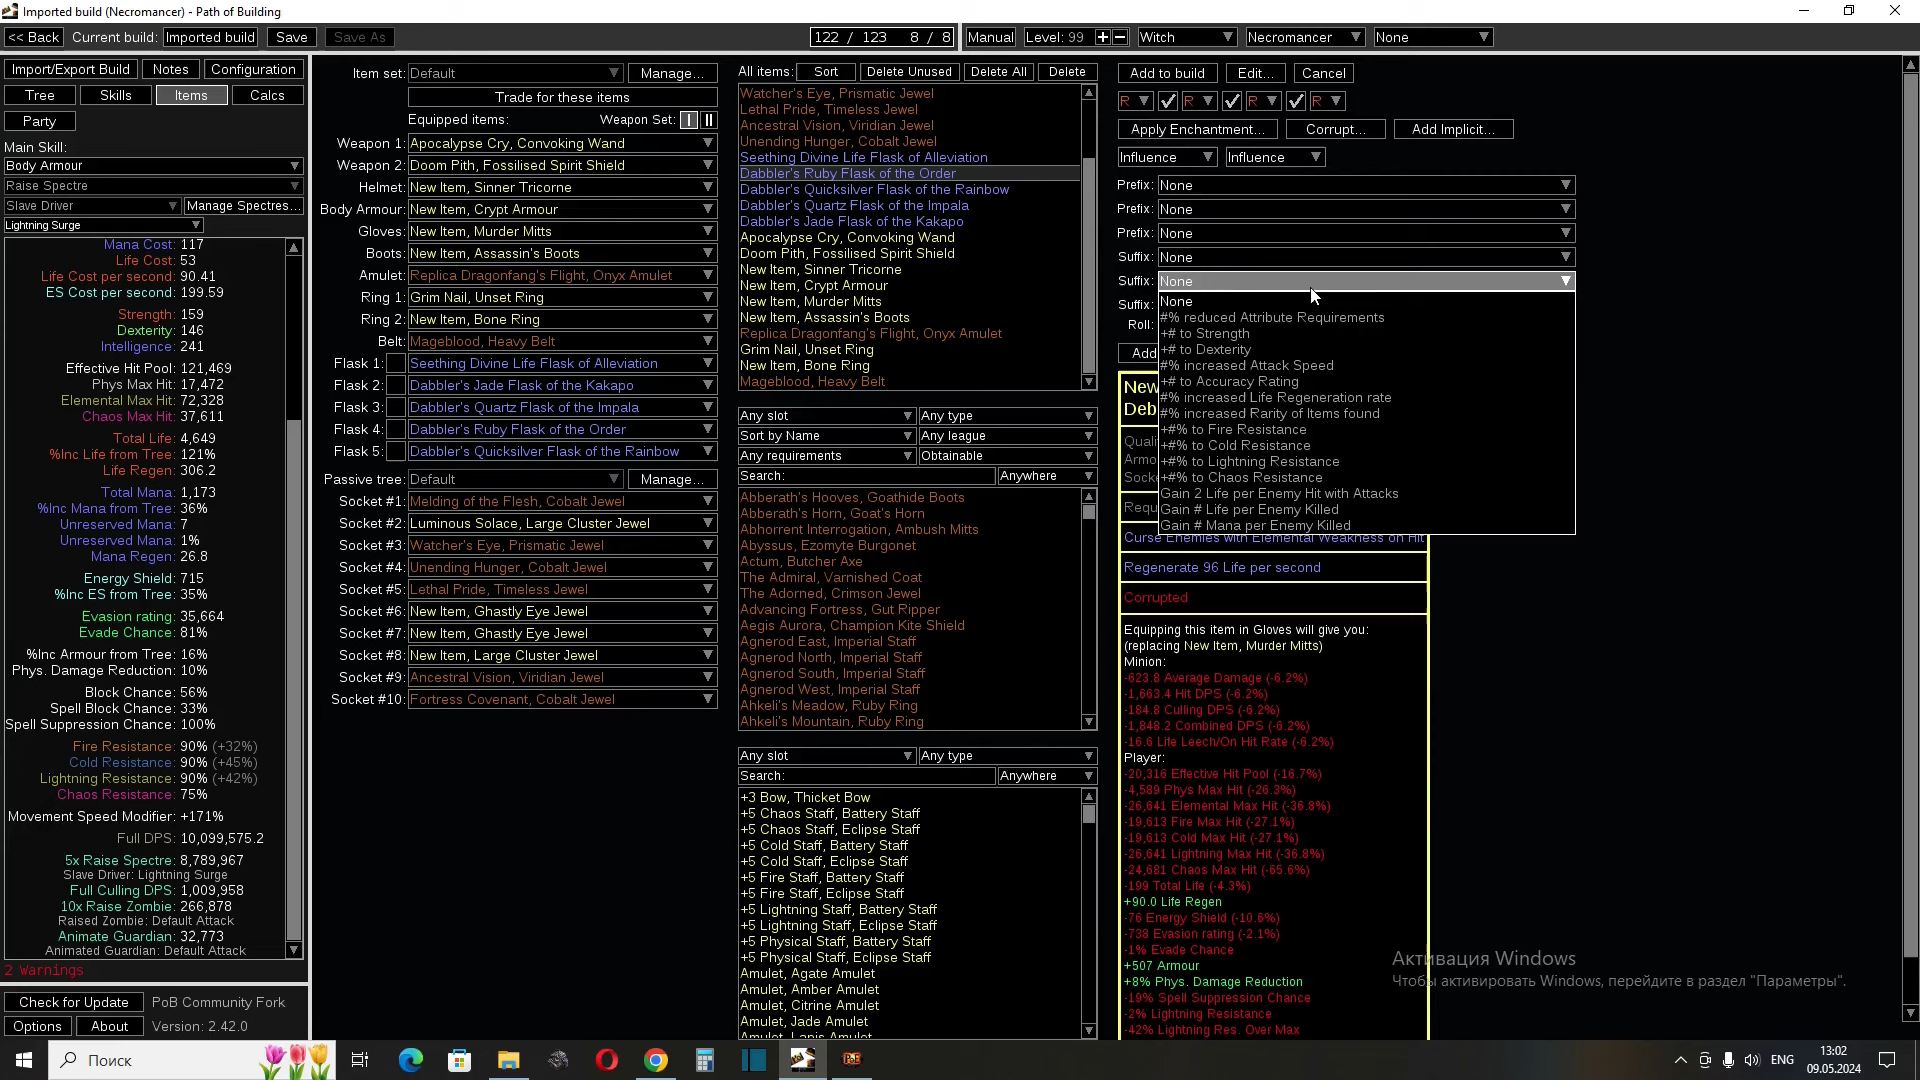 Imported build (Necromancer) - Path of Building
<< Back
Current build:
Imported build
Save
Save As
122 / 123   8 / 8
Manual
Level: 99
Witch
Necromancer
None
Import/Export Build
Notes
Configuration
Tree
Skills
Items
Calcs
Party
Main Skill:
Body Armour
Raise Spectre
Slave Driver
Manage Spectres...
Lightning Surge
Mana Cost: 117
Life Cost: 53
Life Cost per second: 90.41
ES Cost per second: 199.59
Strength: 159
Dexterity: 146
Intelligence: 241
Effective Hit Pool: 121,469
Phys Max Hit: 17,472
Elemental Max Hit: 72,328
Chaos Max Hit: 37,611
Total Life: 4,649
%Inc Life from Tree: 121%
Life Regen: 306.2
Total Mana: 1,173
%Inc Mana from Tree: 36%
Unreserved Mana: 7
Unreserved Mana: 1%
Mana Regen: 26.8
Energy Shield: 715
%Inc ES from Tree: 35%
Evasion rating: 35,664
Evade Chance: 81%
%Inc Armour from Tree: 16%
Phys. Damage Reduction: 10%
Block Chance: 56%
Spell Block Chance: 33%
Spell Suppression Chance: 100%
Fire Resistance: 90% (+32%)
Cold Resistance: 90% (+45%)
Lightning Resistance: 90% (+42%)
Chaos Resistance: 75%
Movement Speed Modifier: +171%
Full DPS: 10,099,575.2
5x Raise Spectre: 8,789,967
Slave Driver: Lightning Surge
Full Culling DPS: 1,009,958
10x Raise Zombie: 266,878
Raised Zombie: Default Attack
Animate Guardian: 32,773
Animated Guardian: Default Attack
2 Warnings
Check for Update
PoB Community Fork
Options
About
Version: 2.42.0
Item set: Default
Manage...
Trade for these items
Equipped items:
Weapon Set: I II
Weapon 1: Apocalypse Cry, Convoking Wand
Weapon 2: Doom Pith, Fossilised Spirit Shield
Helmet: New Item, Sinner Tricorne
Body Armour: New Item, Crypt Armour
Gloves: New Item, Murder Mitts
Boots: New Item, Assassin's Boots
Amulet: Replica Dragonfang's Flight, Onyx Amulet
Ring 1: Grim Nail, Unset Ring
Ring 2: New Item, Bone Ring
Belt: Mageblood, Heavy Belt
Flask 1: Seething Divine Life Flask of Alleviation
Flask 2: Dabbler's Jade Flask of the Kakapo
Flask 3: Dabbler's Quartz Flask of the Impala
Flask 4: Dabbler's Ruby Flask of the Order
Flask 5: Dabbler's Quicksilver Flask of the Rainbow
Passive tree: Default
Manage...
Socket #1: Melding of the Flesh, Cobalt Jewel
Socket #2: Luminous Solace, Large Cluster Jewel
Socket #3: Watcher's Eye, Prismatic Jewel
Socket #4: Unending Hunger, Cobalt Jewel
Socket #5: Lethal Pride, Timeless Jewel
Socket #6: New Item, Ghastly Eye Jewel
Socket #7: New Item, Ghastly Eye Jewel
Socket #8: New Item, Large Cluster Jewel
Socket #9: Ancestral Vision, Viridian Jewel
Socket #10: Fortress Covenant, Cobalt Jewel
All items:
Sort
Delete Unused
Delete All
Delete
Watcher's Eye, Prismatic Jewel
Lethal Pride, Timeless Jewel
Ancestral Vision, Viridian Jewel
Unending Hunger, Cobalt Jewel
Seething Divine Life Flask of Alleviation
Dabbler's Ruby Flask of the Order
Dabbler's Quicksilver Flask of the Rainbow
Dabbler's Quartz Flask of the Impala
Dabbler's Jade Flask of the Kakapo
Apocalypse Cry, Convoking Wand
Doom Pith, Fossilised Spirit Shield
New Item, Sinner Tricorne
New Item, Crypt Armour
New Item, Murder Mitts
New Item, Assassin's Boots
Replica Dragonfang's Flight, Onyx Amulet
Grim Nail, Unset Ring
New Item, Bone Ring
Mageblood, Heavy Belt
Any slot
Any type
Sort by Name
Any league
Any requirements
Obtainable
Search:
Anywhere
Abberath's Hooves, Goathide Boots
Abberath's Horn, Goat's Horn
Abhorrent Interrogation, Ambush Mitts
Abyssus, Ezomyte Burgonet
Actum, Butcher Axe
The Admiral, Varnished Coat
The Adorned, Crimson Jewel
Advancing Fortress, Gut Ripper
Aegis Aurora, Champion Kite Shield
Agnerod East, Imperial Staff
Agnerod North, Imperial Staff
Agnerod South, Imperial Staff
Agnerod West, Imperial Staff
Ahkeli's Meadow, Ruby Ring
Ahkeli's Mountain, Ruby Ring
Any slot
Any type
Search:
Anywhere
+3 Bow, Thicket Bow
+5 Chaos Staff, Battery Staff
+5 Chaos Staff, Eclipse Staff
+5 Cold Staff, Battery Staff
+5 Cold Staff, Eclipse Staff
+5 Fire Staff, Battery Staff
+5 Fire Staff, Eclipse Staff
+5 Lightning Staff, Battery Staff
+5 Lightning Staff, Eclipse Staff
+5 Physical Staff, Battery Staff
+5 Physical Staff, Eclipse Staff
Amulet, Agate Amulet
Amulet, Amber Amulet
Amulet, Citrine Amulet
Amulet, Jade Amulet
Amulet, Lapis Amulet
Add to build
Edit...
Cancel
R R R R
Apply Enchantment...
Corrupt...
Add Implicit...
Influence
Influence
Prefix: None
Prefix: None
Prefix: None
Suffix: None
Suffix: None
Suffix:
Roll:
Add
None
#% reduced Attribute Requirements
+# to Strength
+# to Dexterity
#% increased Attack Speed
+# to Accuracy Rating
#% increased Life Regeneration rate
#% increased Rarity of Items found
+#% to Fire Resistance
+#% to Cold Resistance
+#% to Lightning Resistance
+#% to Chaos Resistance
Gain 2 Life per Enemy Hit with Attacks
Gain # Life per Enemy Killed
Gain # Mana per Enemy Killed
New
Deb
Quali
Armo
Socke
Requ
Curse Enemies with Elemental Weakness on Hit
Regenerate 96 Life per second
Corrupted
Equipping this item in Gloves will give you:
(replacing New Item, Murder Mitts)
Minion:
-623.8 Average Damage (-6.2%)
-1,663.4 Hit DPS (-6.2%)
-184.8 Culling DPS (-6.2%)
-1,848.2 Combined DPS (-6.2%)
-16.6 Life Leech/On Hit Rate (-6.2%)
Player:
-20,316 Effective Hit Pool (-16.7%)
-4,589 Phys Max Hit (-26.3%)
-26,641 Elemental Max Hit (-36.8%)
-19,613 Fire Max Hit (-27.1%)
-19,613 Cold Max Hit (-27.1%)
-26,641 Lightning Max Hit (-36.8%)
-24,681 Chaos Max Hit (-65.6%)
-199 Total Life (-4.3%)
+90.0 Life Regen
-76 Energy Shield (-10.6%)
-738 Evasion rating (-2.1%)
-1% Evade Chance
+507 Armour
+8% Phys. Damage Reduction
-19% Spell Suppression Chance
-2% Lightning Resistance
-42% Lightning Res. Over Max
Активация Windows
Чтобы активировать Windows, перейдите в раздел "Параметры".
Поиск
ENG
13:02
09.05.2024